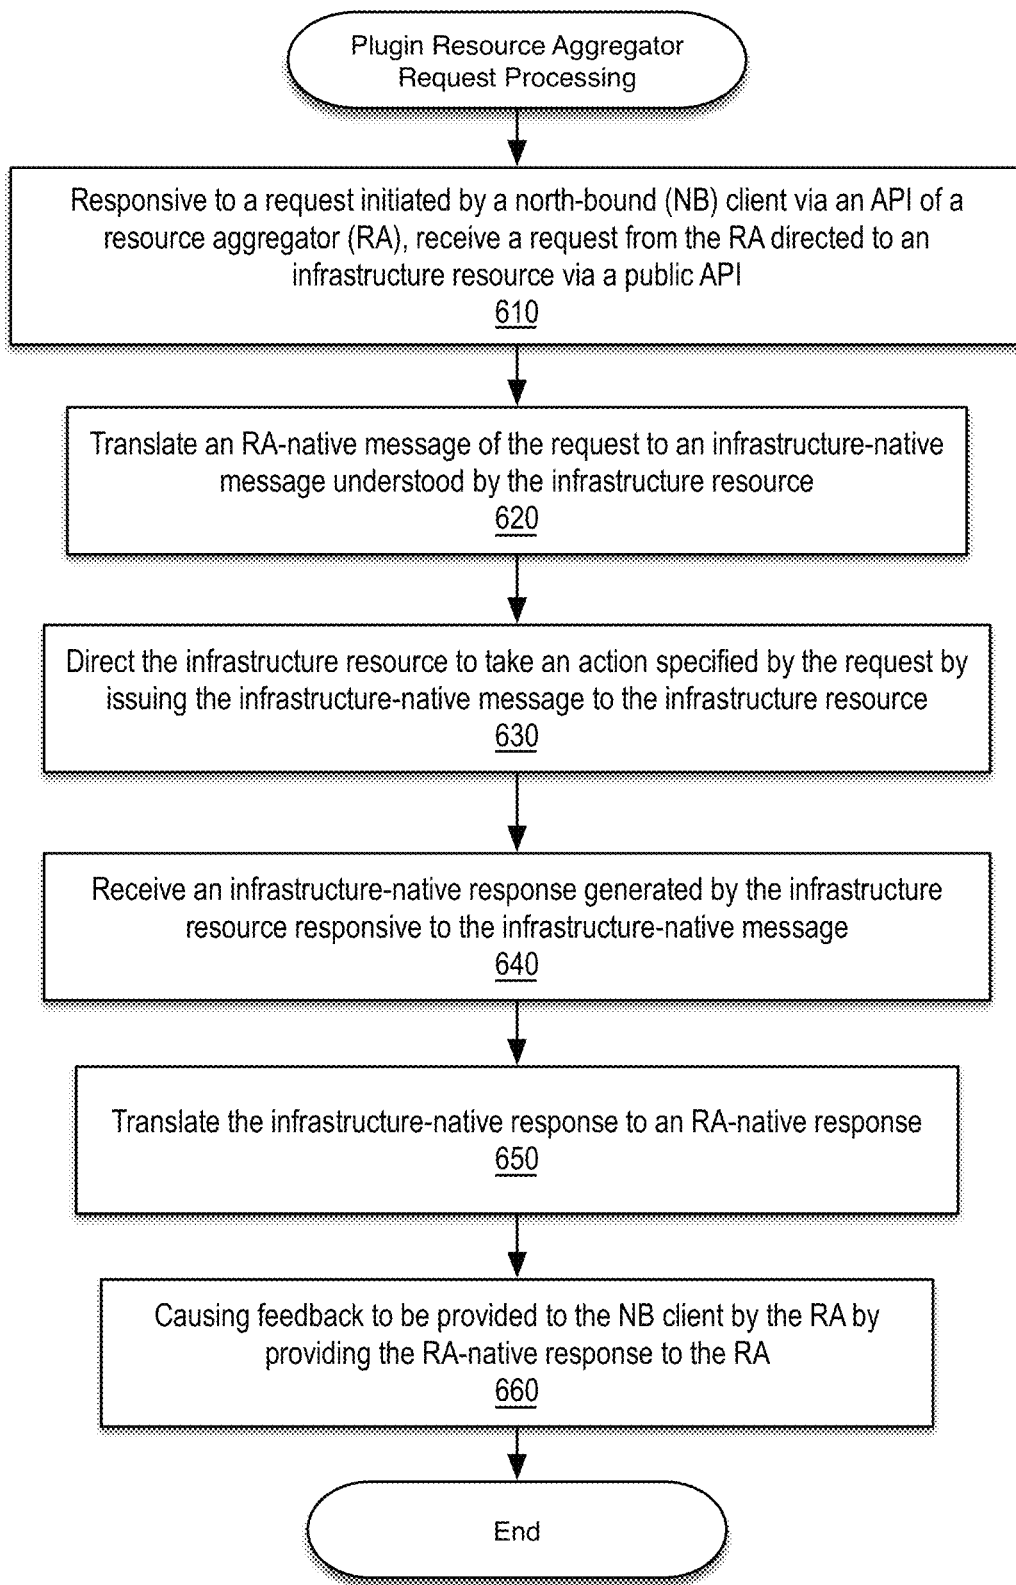 Plugin Resource Aggregator
Request Processing
Responsive to a request initiated by a north-bound (NB) client via an API of a
resource aggregator (RA), receive a request from the RA directed to an
infrastructure resource via a public API
610
Translate an RA-native message of the request to an infrastructure-native
message understood by the infrastructure resource
620
Direct the infrastructure resource to take an action specified by the request by
issuing the infrastructure-native message to the infrastructure resource
630
Receive an infrastructure-native response generated by the infrastructure
resource responsive to the infrastructure-native message
640
Translate the infrastructure-native response to an RA-native response
650
Causing feedback to be provided to the NB client by the RA by
providing the RA-native response to the RA
660
End